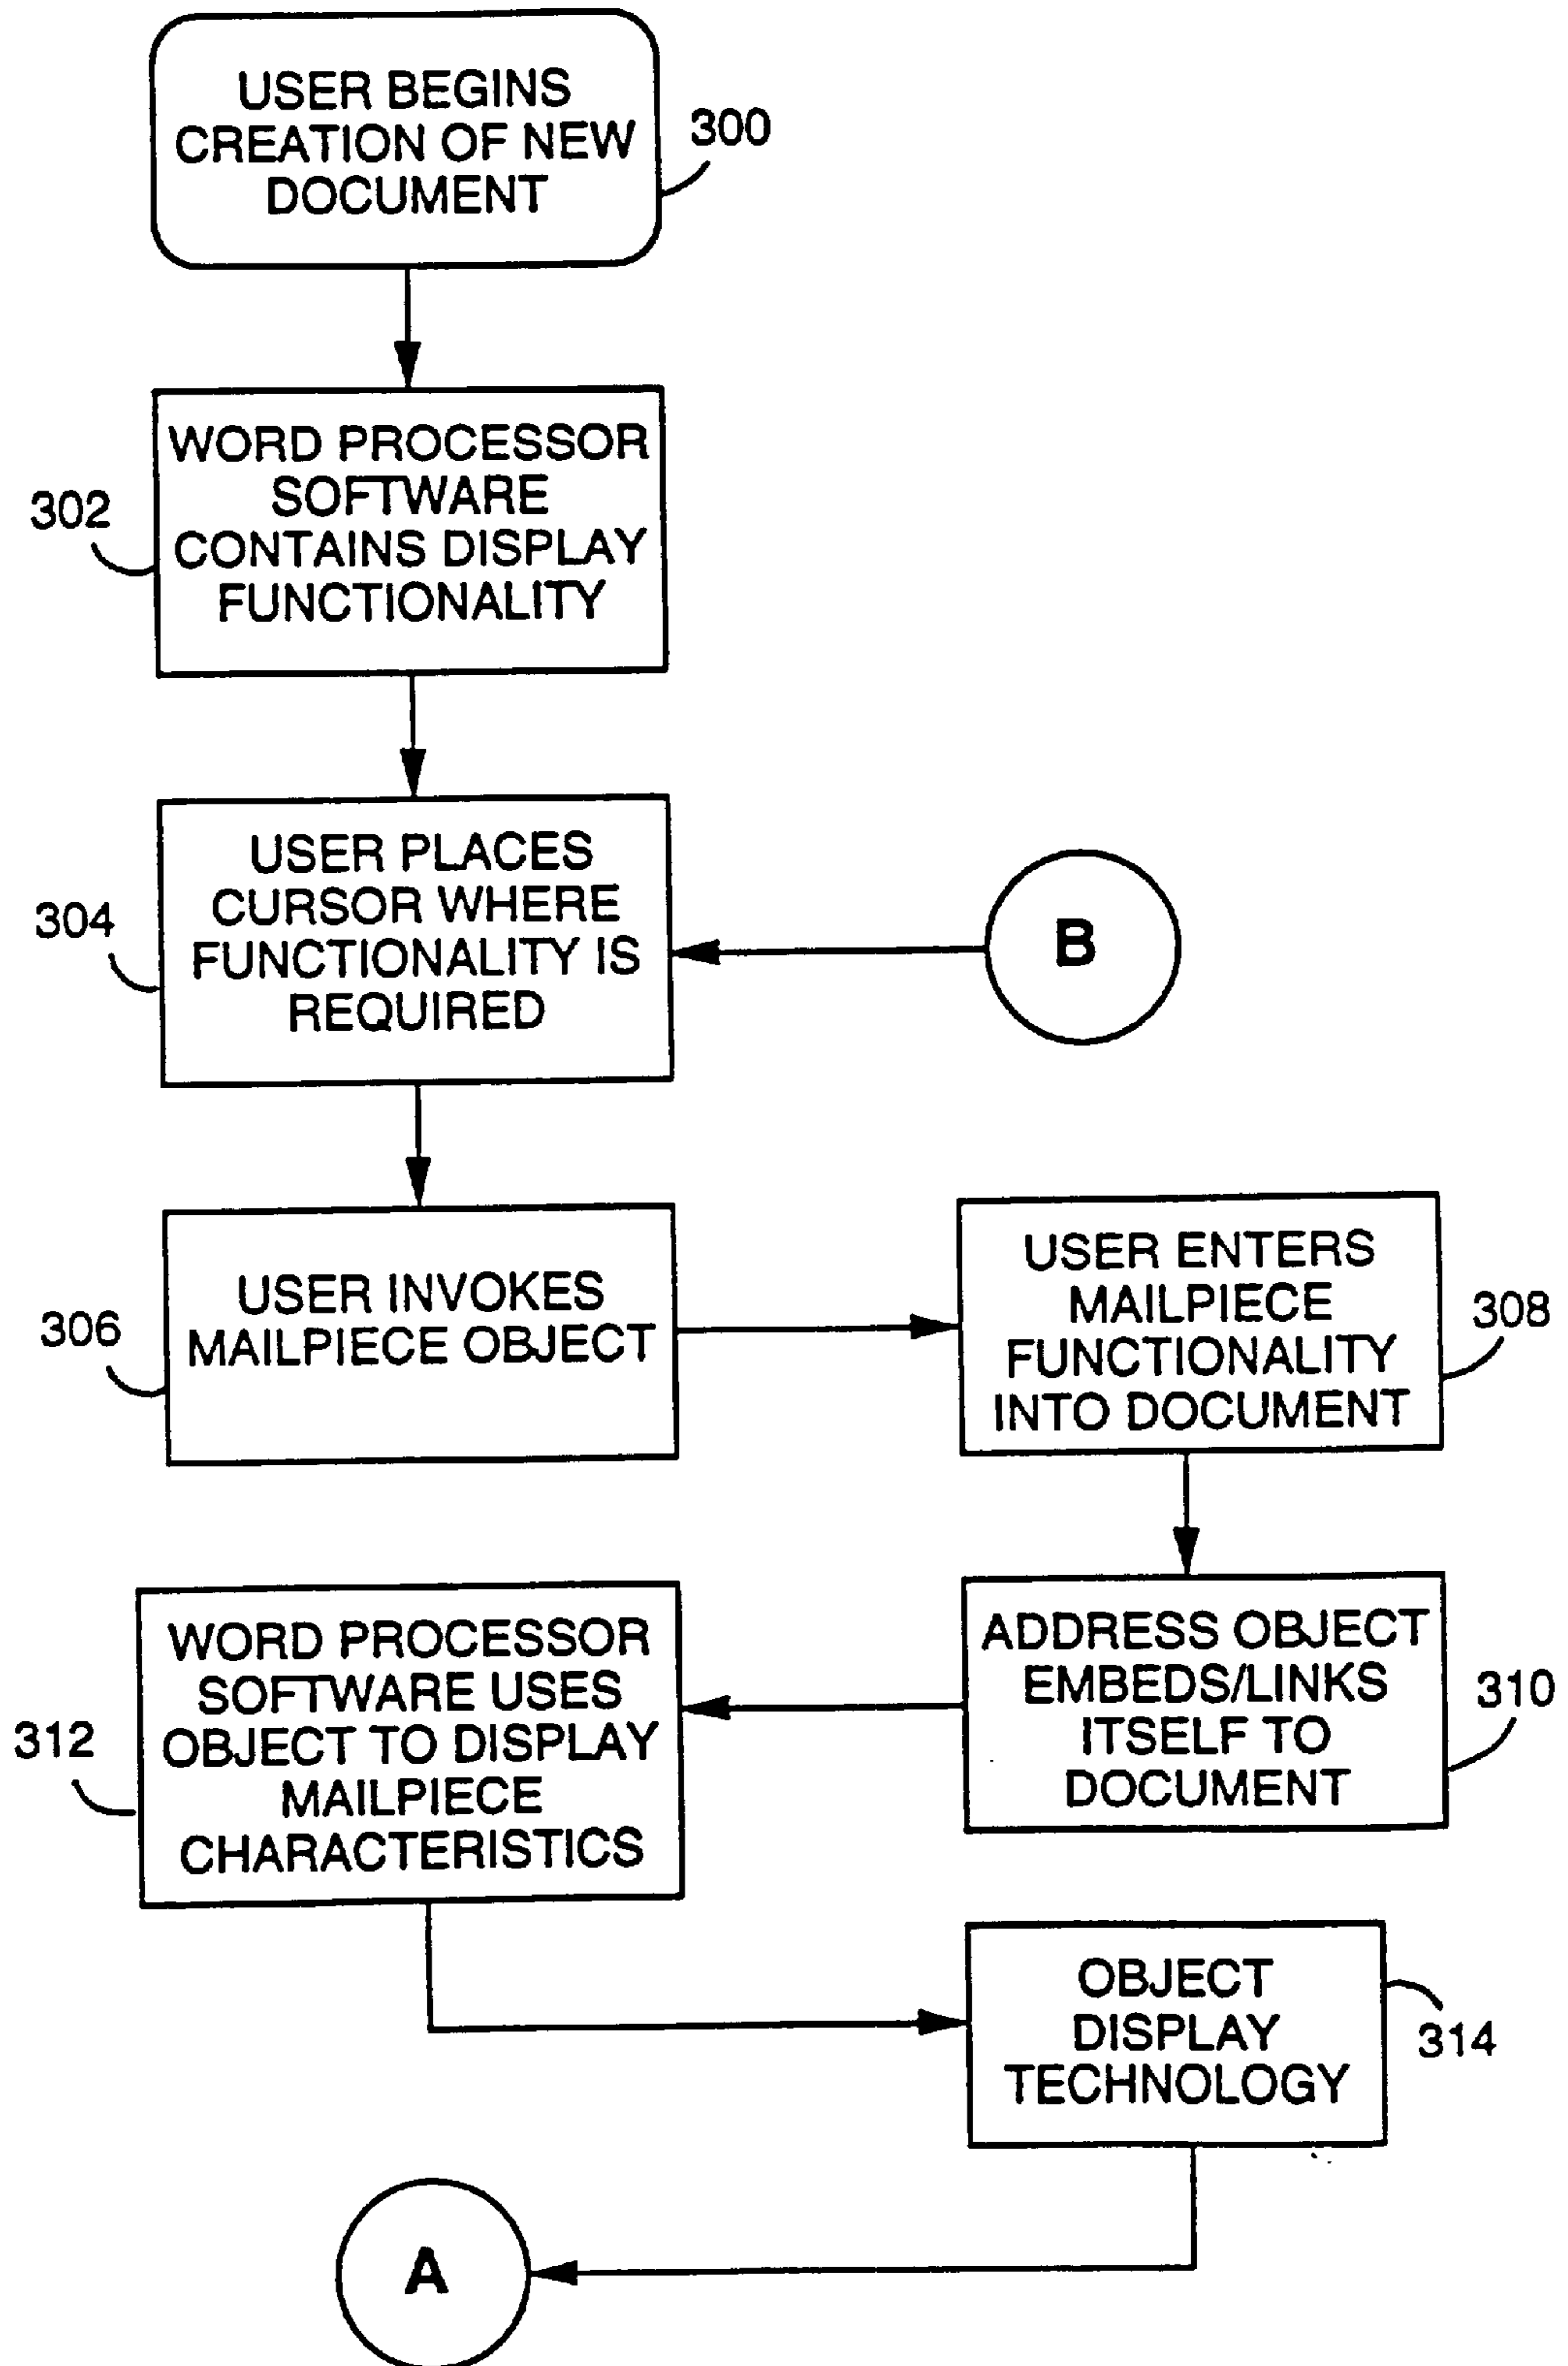 USER BEGINS
CREATION OF NEW
DOCUMENT
300
WORD PROCESSOR
SOFTWARE
CONTAINS DISPLAY
FUNCTIONALITY
302
USER PLACES
CURSOR WHERE
FUNCTIONALITY IS
REQUIRED
304
B
USER INVOKES
MAILPIECE OBJECT
306
USER ENTERS
MAILPIECE
FUNCTIONALITY
INTO DOCUMENT
308
ADDRESS OBJECT
EMBEDS/LINKS
ITSELF TO
DOCUMENT
310
WORD PROCESSOR
SOFTWARE USES
OBJECT TO DISPLAY
MAILPIECE
CHARACTERISTICS
312
OBJECT
DISPLAY
TECHNOLOGY
314
A